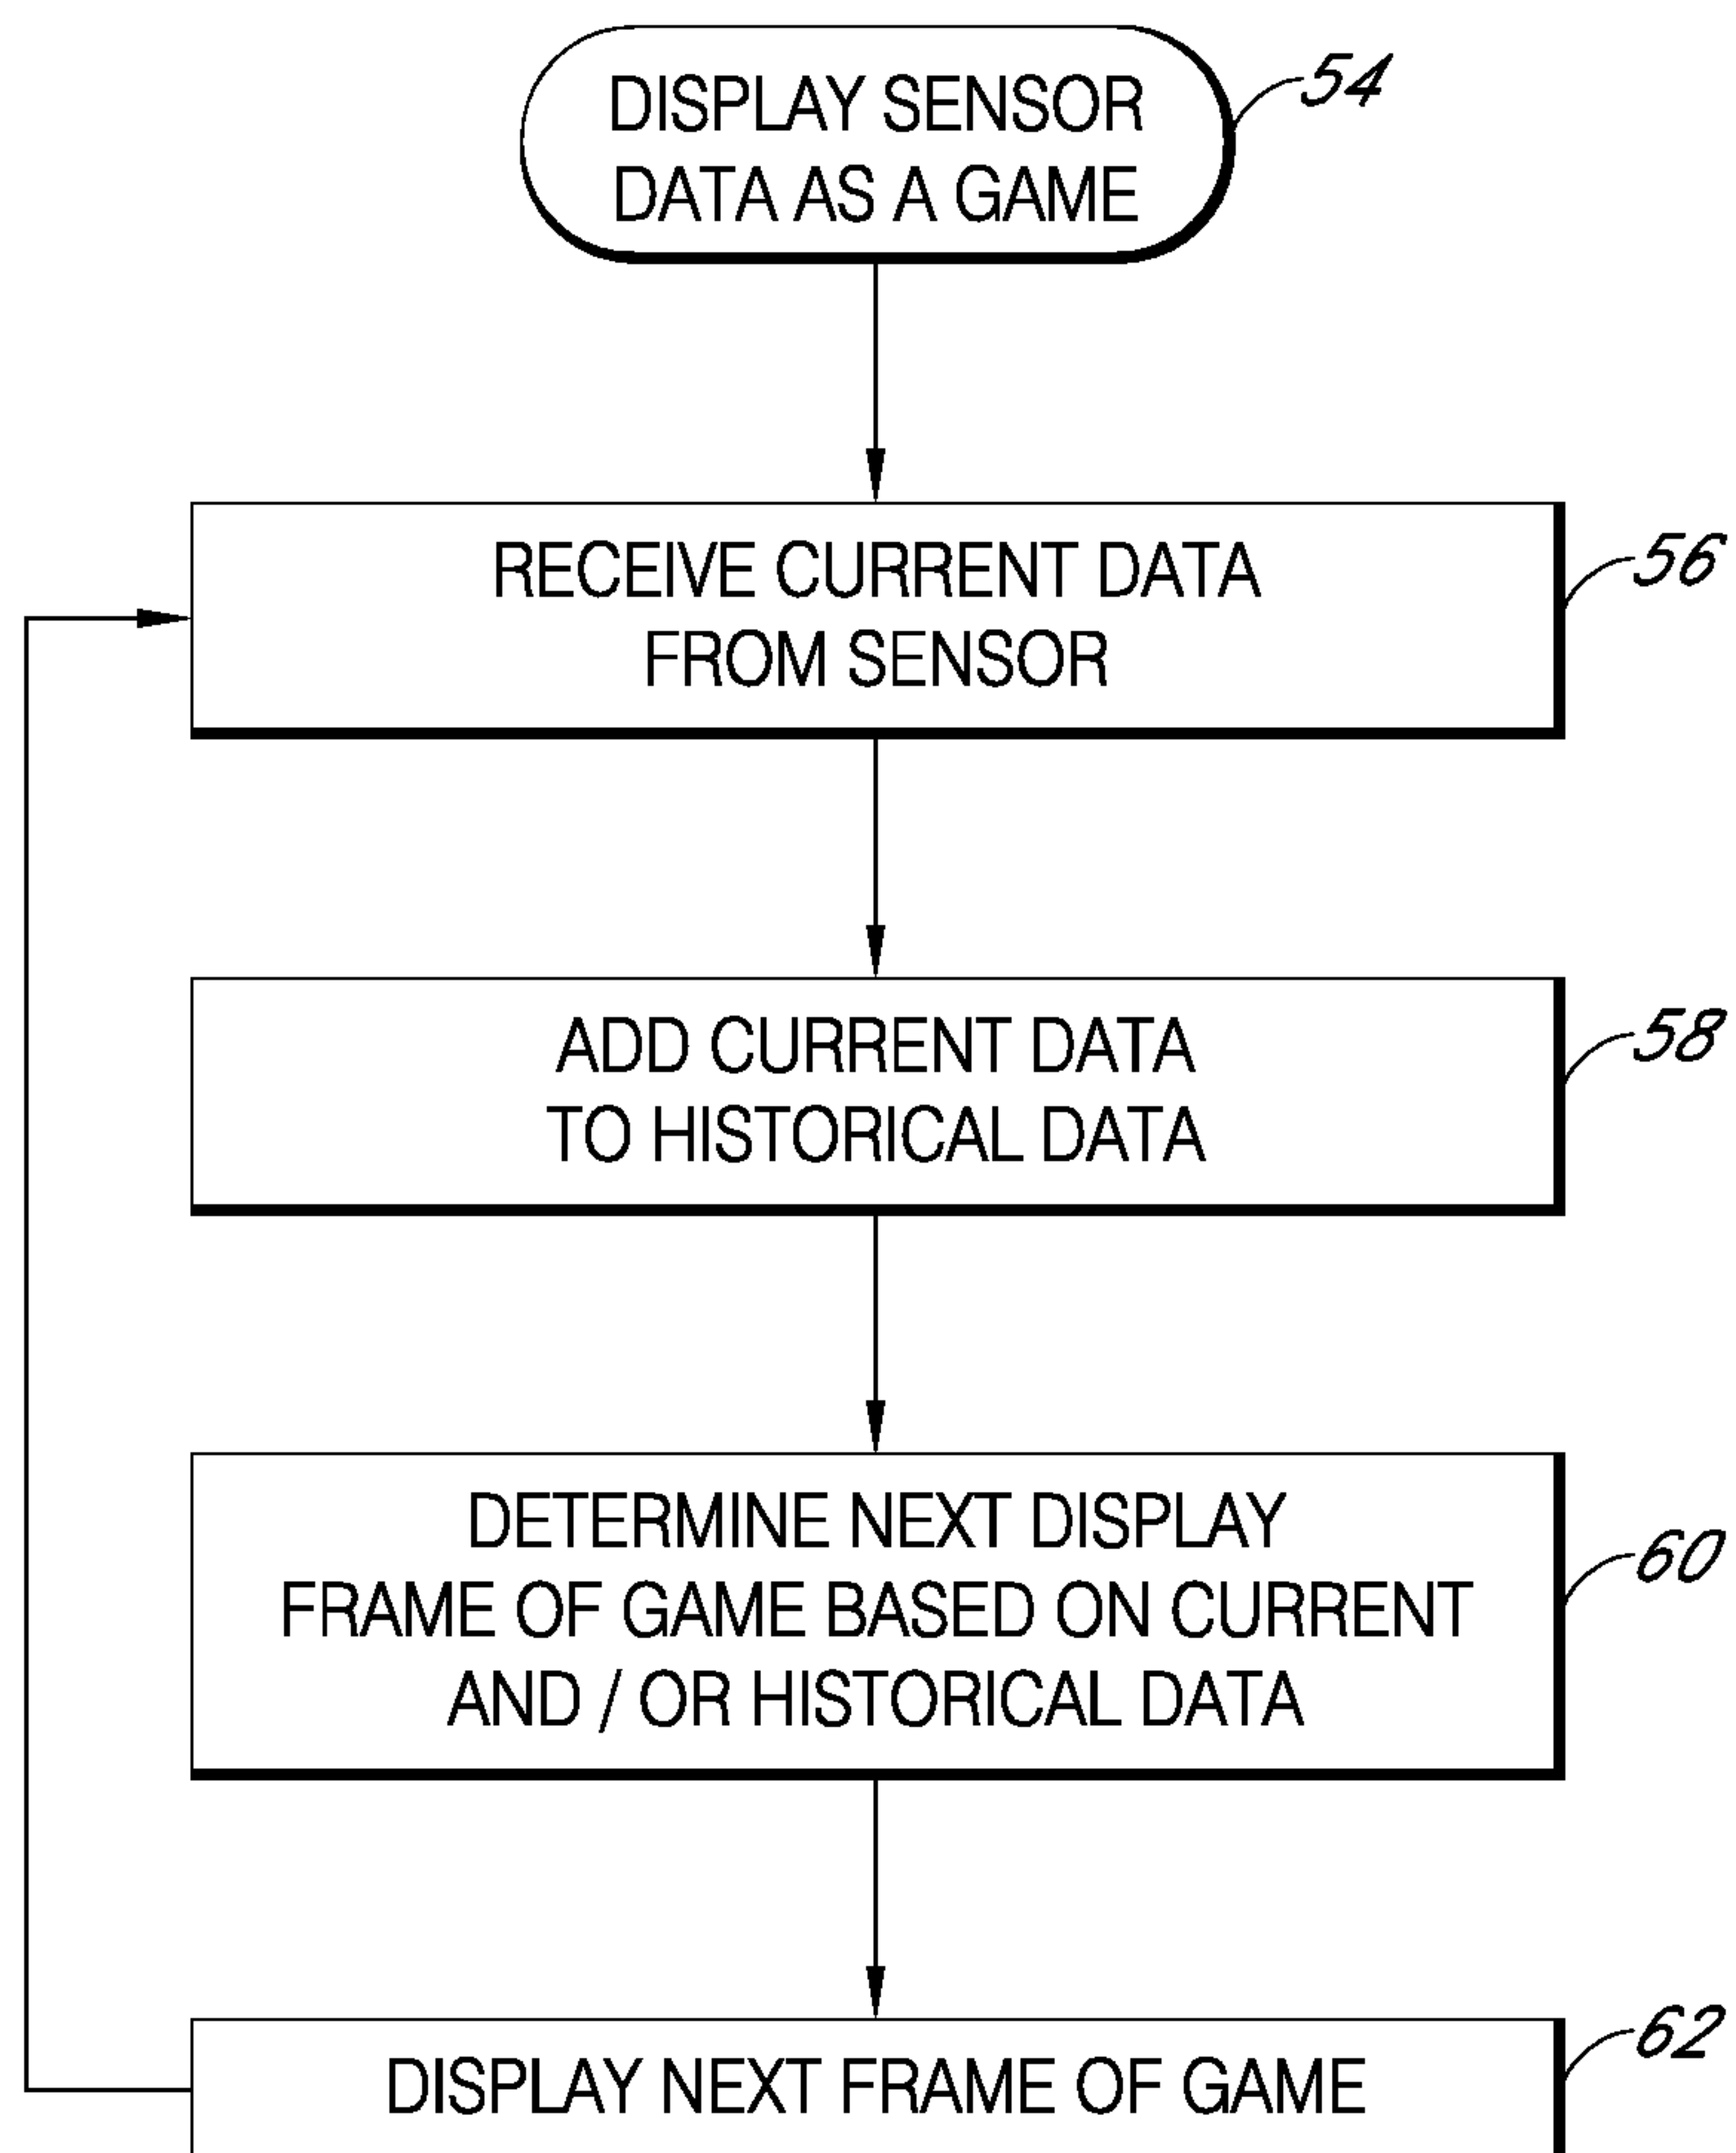 DISPLAY SENSOR
DATA AS A GAME
54
RECEIVE CURRENT DATA
FROM SENSOR
56
ADD CURRENT DATA
TO HISTORICAL DATA
58
DETERMINE NEXT DISPLAY
FRAME OF GAME BASED ON CURRENT
AND / OR HISTORICAL DATA
60
DISPLAY NEXT FRAME OF GAME
62